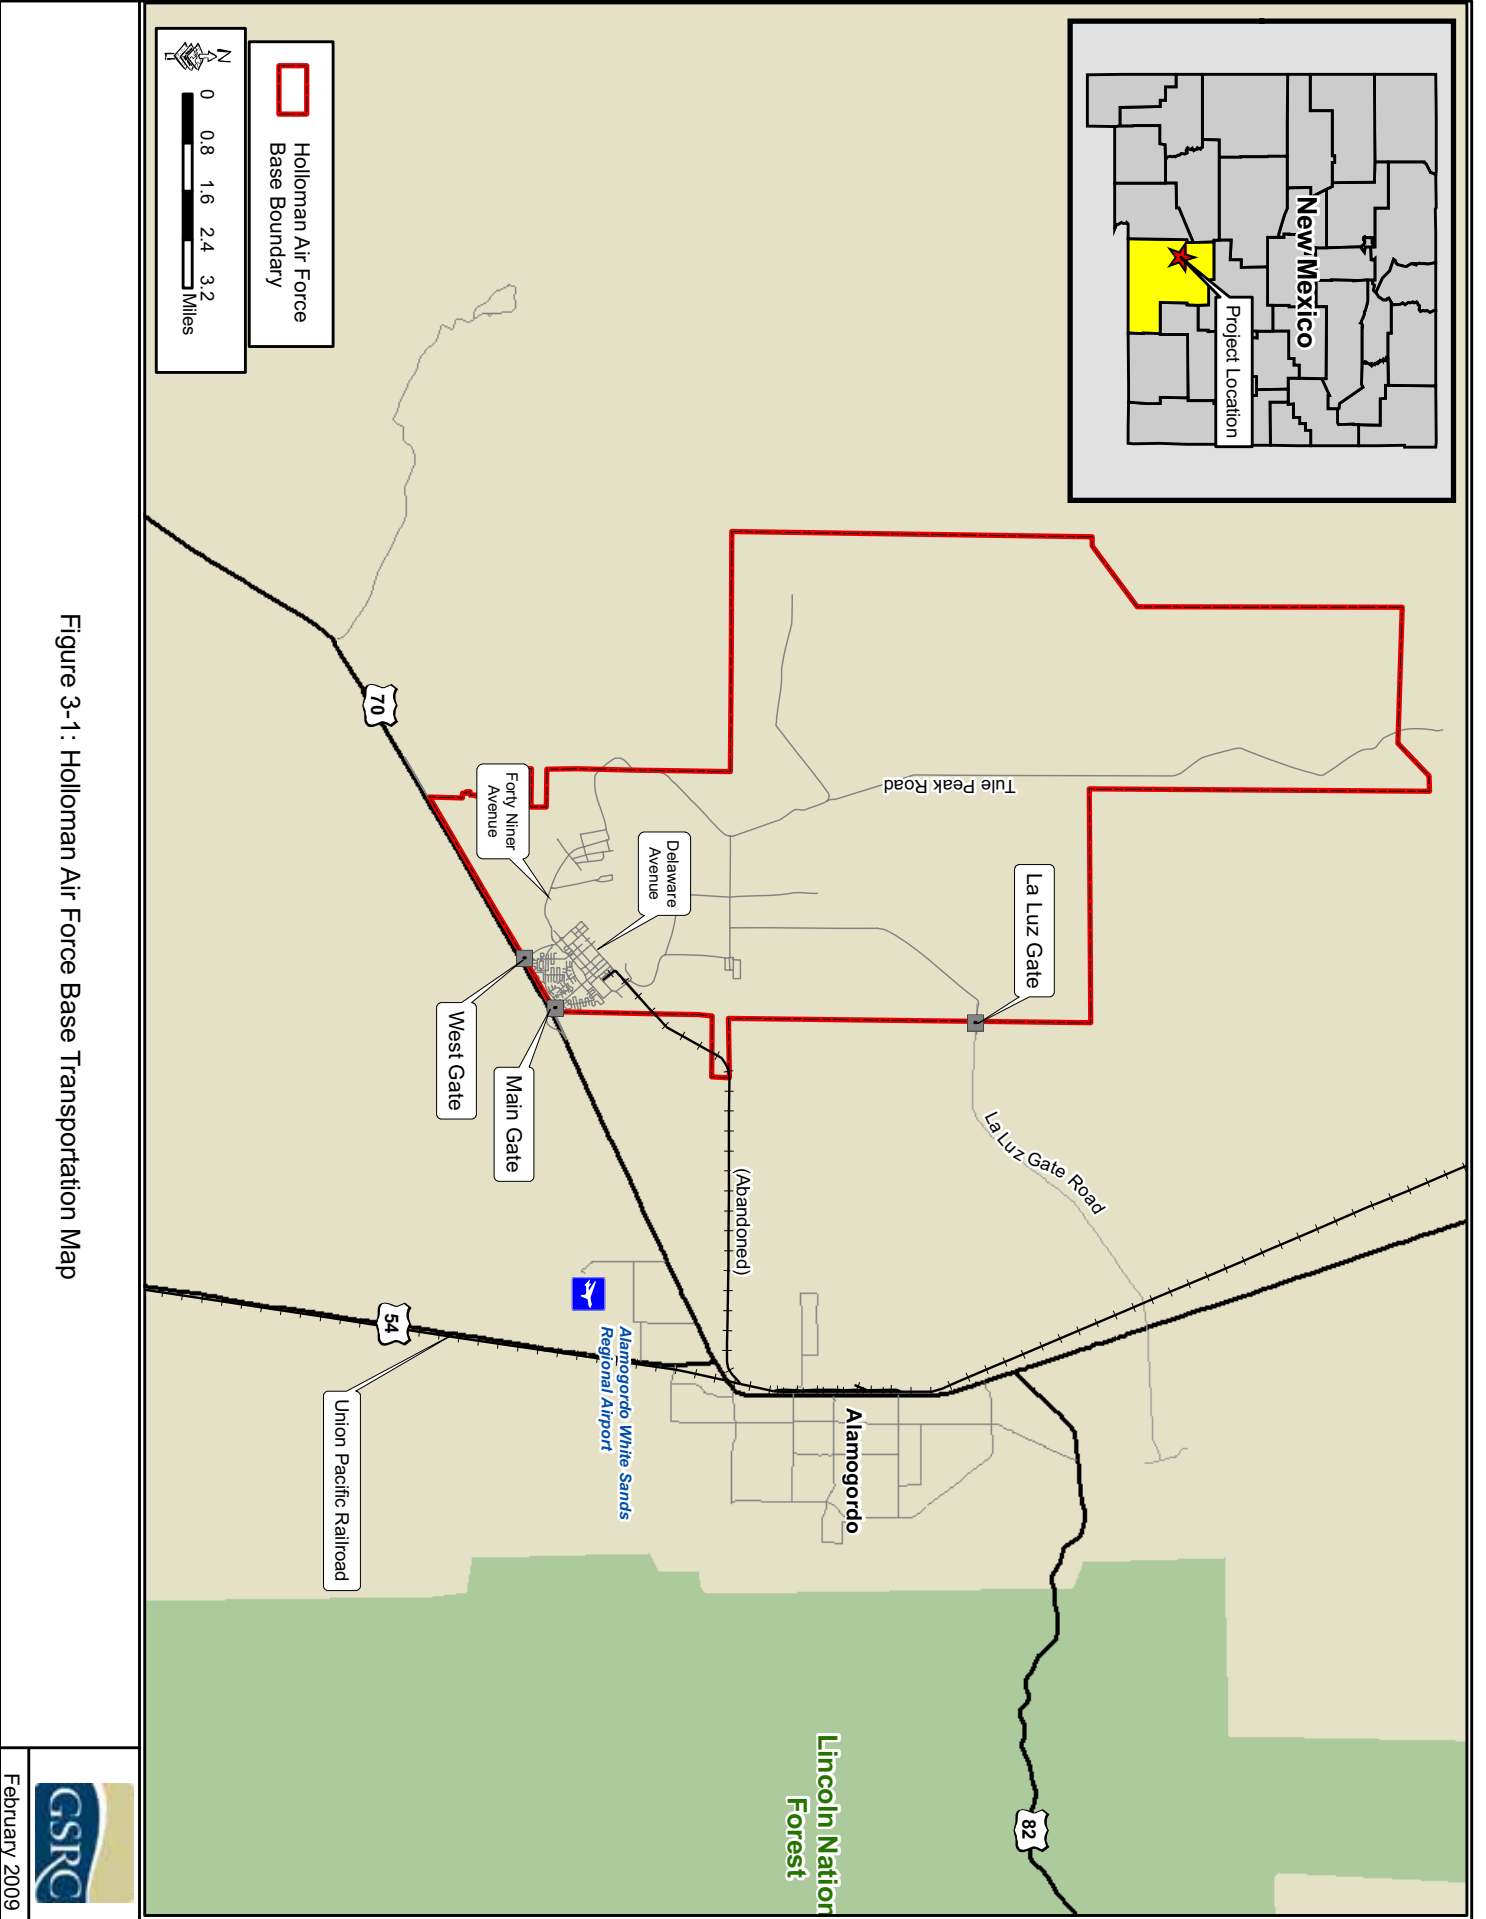 New Mexico
Project Location
Tule Peak Road
La Luz Gate
La Luz Gate Road
Delaware
Avenue
Forty Niner
Avenue
West Gate
Main Gate
(Abandoned)
70
54
82
Alamogordo White Sands
Regional Airport
Alamogordo
Union Pacific Railroad
Lincoln Nation
Forest
Holloman Air Force
Base Boundary
N
0 0.8 1.6 2.4 3.2
Miles
Figure 3-1: Holloman Air Force Base Transportation Map
GSRC
February 2009